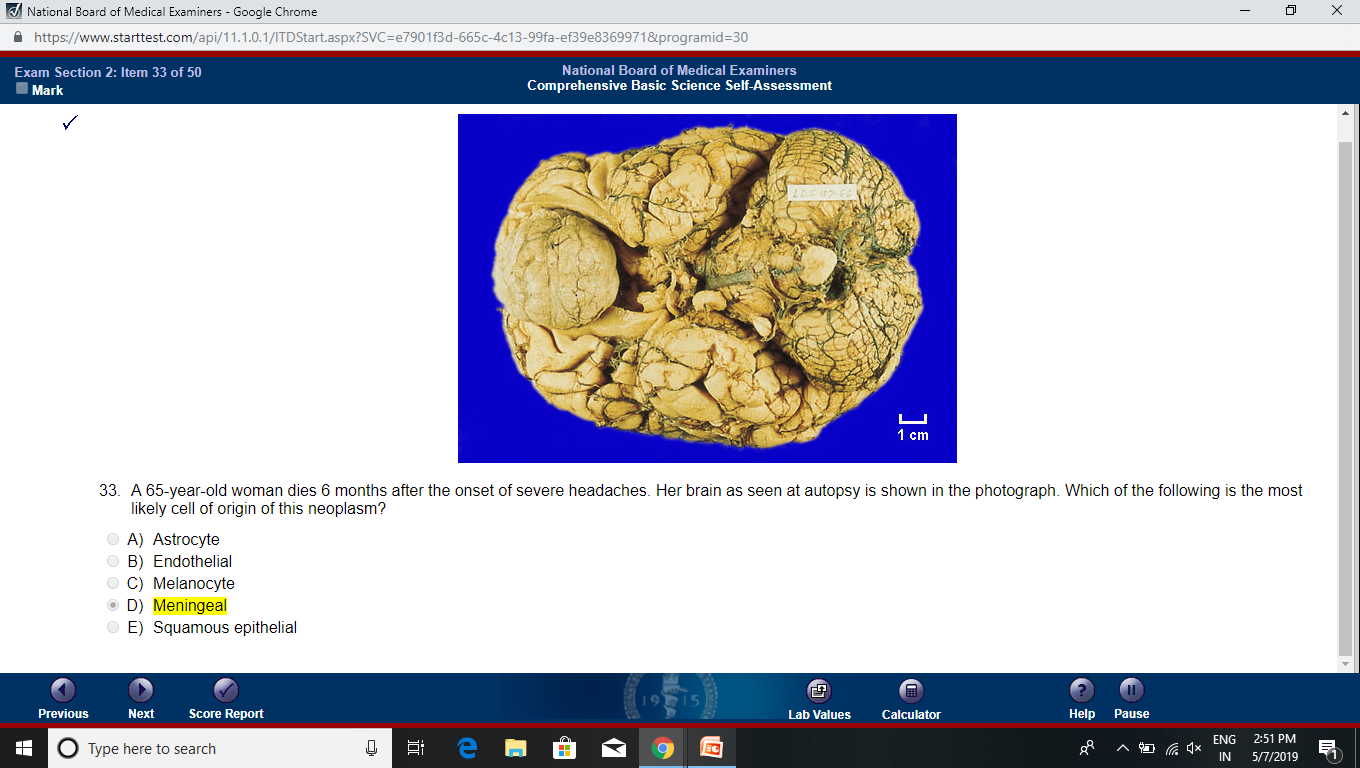 National Board of Medical Examiners - Google Chrome
https://www.starttest.com/api/11.1.0.1/ITDStart.aspx?SVC=e7901f3d-665c-4c13-99fa-ef39e8369971&programid=30
Exam Section 2: Item 33 of 50
Mark
National Board of Medical Examiners
Comprehensive Basic Science Self-Assessment
1 cm
33. A 65-year-old woman dies 6 months after the onset of severe headaches. Her brain as seen at autopsy is shown in the photograph. Which of the following is the most
likely cell of origin of this neoplasm?
A) Astrocyte
B) Endothelial
C) Melanocyte
D) Meningeal
E) Squamous epithelial
Previous
Next
Score Report
1915
Lab Values
Calculator
Help
Pause
Type here to search
ENG
IN
2:51 PM
5/7/2019
1